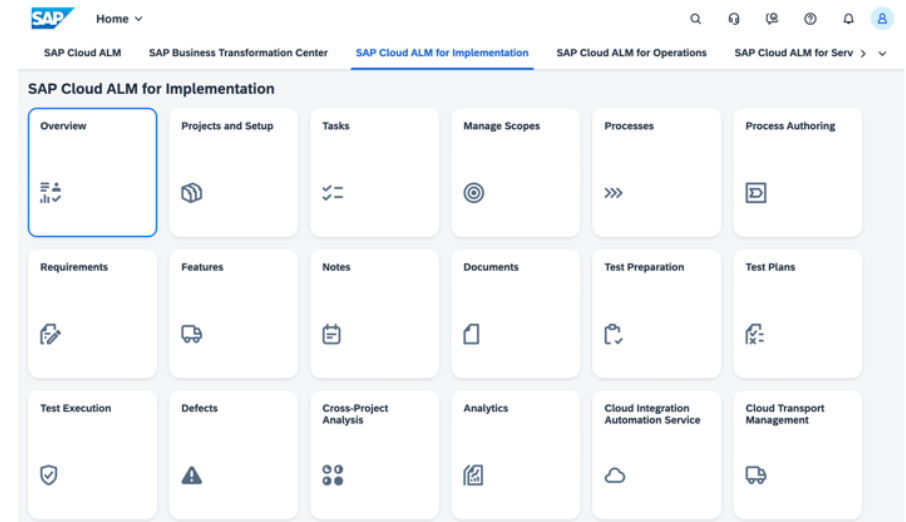 SAP
Home
SAP Cloud ALM
SAP Business Transformation Center
SAP Cloud ALM for Implementation
SAP Cloud ALM for Operations
SAP Cloud ALM for Serv
SAP Cloud ALM for Implementation
Overview
Projects and Setup
Tasks
Manage Scopes
Processes
Process Authoring
Requirements
Features
Notes
Documents
Test Preparation
Test Plans
Test Execution
Defects
Cross-Project
Analysis
Analytics
Cloud Integration
Automation Service
Cloud Transport
Management